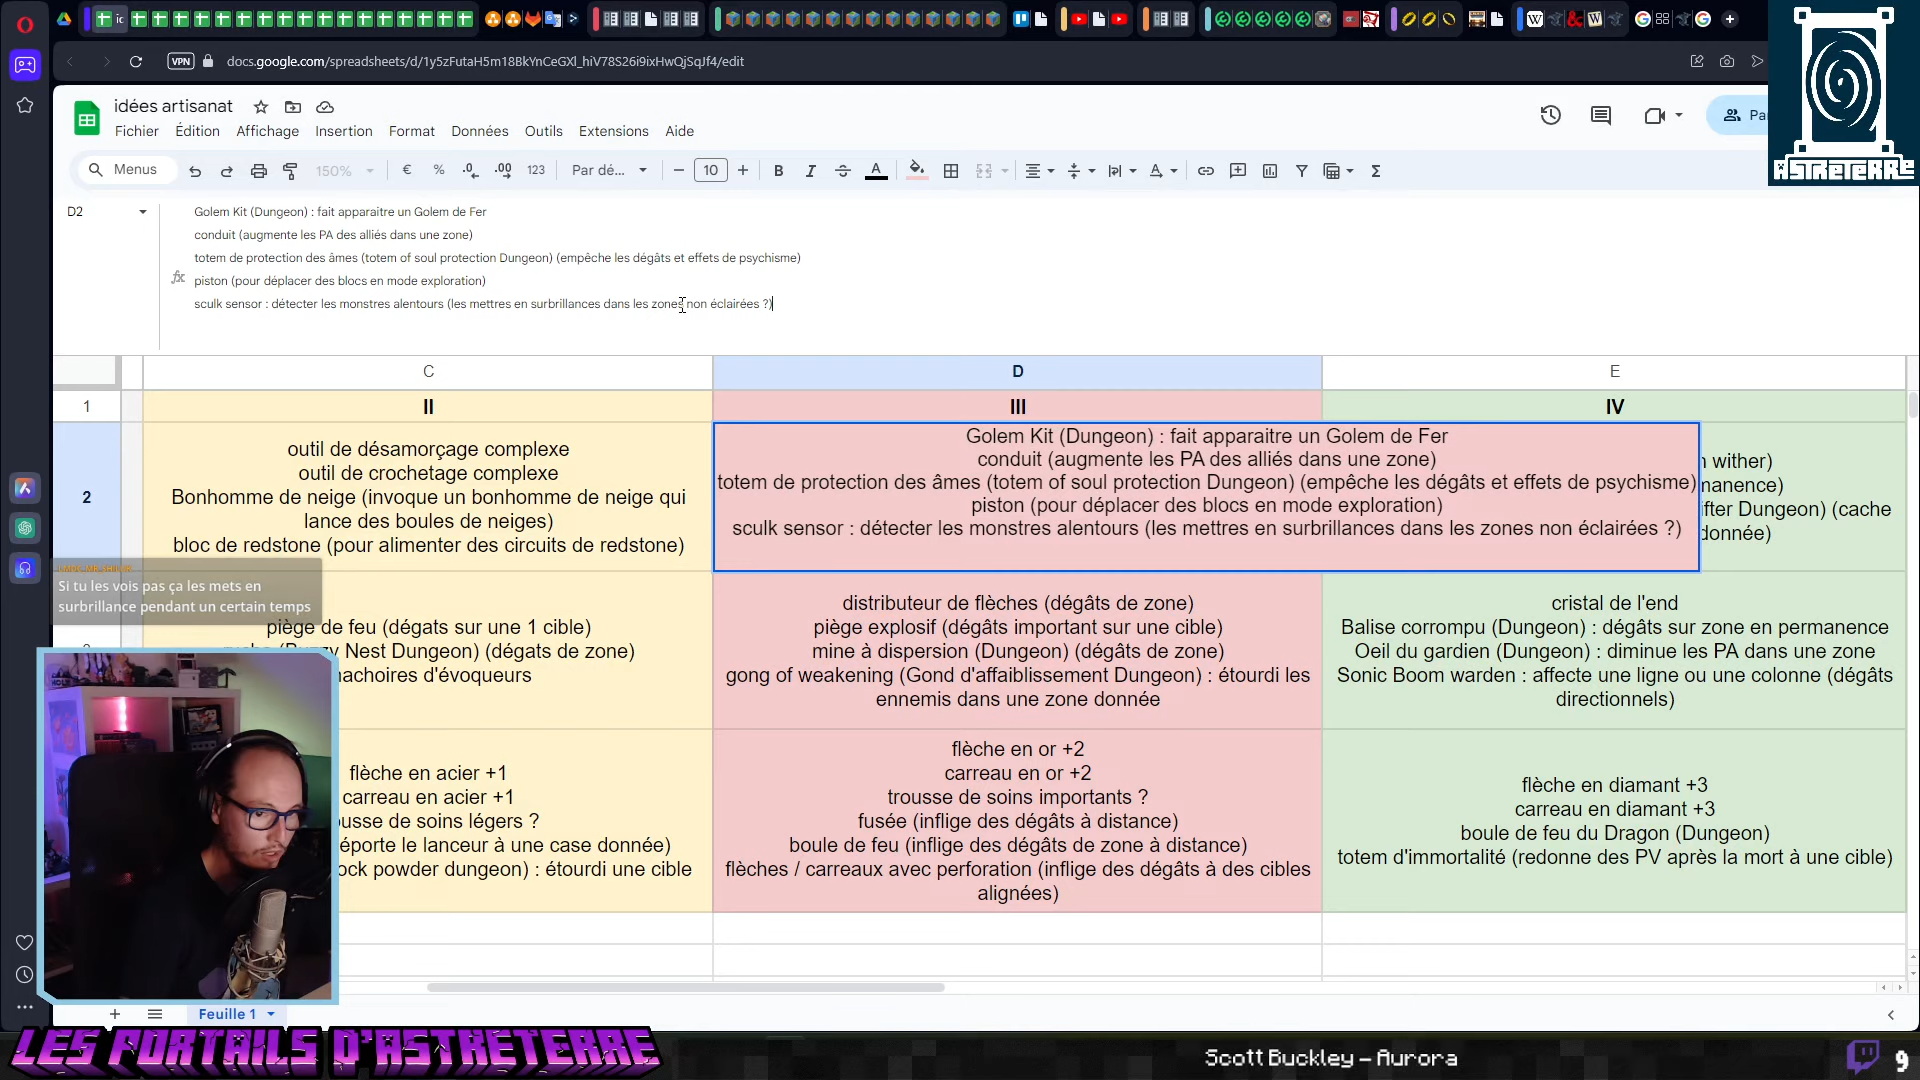 VPN
docs.google.com/spreadsheets/d/1y5zFutaH5m18BkYnCeGXl_hiV78S26i9ixHwQjSqJf4/edit
ASTRETERRE
idées artisanat
Fichier
Édition
Affichage
Insertion
Format
Données
Outils
Extensions
Aide
Menus
150%
€
%
.0
.00
123
Par dé...
10
D2
Golem Kit (Dungeon) : fait apparaitre un Golem de Fer
conduit (augmente les PA des alliés dans une zone)
totem de protection des âmes (totem of soul protection Dungeon) (empêche les dégâts et effets de psychisme)
piston (pour déplacer des blocs en mode exploration)
sculk sensor : détecter les monstres alentours (les mettres en surbrillances dans les zones non éclairées ?)
C
D
E
1
II
III
IV
2
outil de désamorçage complexe
outil de crochetage complexe
Bonhomme de neige (invoque un bonhomme de neige qui
lance des boules de neiges)
bloc de redstone (pour alimenter des circuits de redstone)
Golem Kit (Dungeon) : fait apparaitre un Golem de Fer
conduit (augmente les PA des alliés dans une zone)
totem de protection des âmes (totem of soul protection Dungeon) (empêche les dégâts et effets de psychisme)
piston (pour déplacer des blocs en mode exploration)
sculk sensor : détecter les monstres alentours (les mettres en surbrillances dans les zones non éclairées ?)
wither)
manence)
ifter Dungeon) (cache
donnée)
Si tu les vois pas ça les mets en
surbrillance pendant un certain temps
piège de feu (dégats sur une 1 cible)
Nest Dungeon) (dégats de zone)
machoires d'évoqueurs
distributeur de flèches (dégâts de zone)
piège explosif (dégâts important sur une cible)
mine à dispersion (Dungeon) (dégâts de zone)
gong of weakening (Gond d'affaiblissement Dungeon) : étourdi les
ennemis dans une zone donnée
cristal de l'end
Balise corrompu (Dungeon) : dégâts sur zone en permanence
Oeil du gardien (Dungeon) : diminue les PA dans une zone
Sonic Boom warden : affecte une ligne ou une colonne (dégâts
directionnels)
flèche en acier +1
carreau en acier +1
ousse de soins légers ?
éporte le lanceur à une case donnée)
ock powder dungeon) : étourdi une cible
flèche en or +2
carreau en or +2
trousse de soins importants ?
fusée (inflige des dégâts à distance)
boule de feu (inflige des dégâts de zone à distance)
flèches / carreaux avec perforation (inflige des dégâts à des cibles
alignées)
flèche en diamant +3
carreau en diamant +3
boule de feu du Dragon (Dungeon)
totem d'immortalité (redonne des PV après la mort à une cible)
Feuille 1
LES PORTAILS D'ASTRETERRE
Scott Buckley – Aurora
9